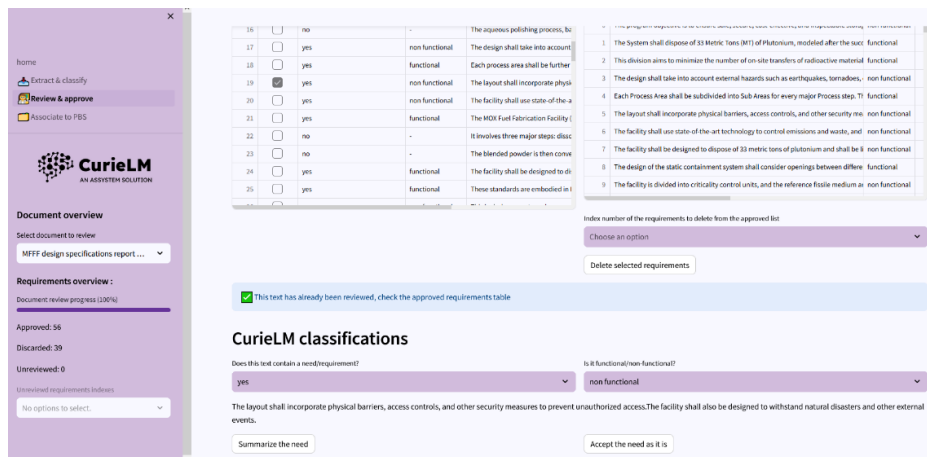 ×
home
Extract & classify
Review & approve
Associate to PBS
CurieLM
AN ASSYSTEM SOLUTION
Document overview
Select document to review
MFFF design specifications report ...
Requirements overview :
Document review progress (100%)
Approved: 56
Discarded: 39
Unreviewed: 0
Unreviewd requirements indexes
No options to select.
16 no - The aqueous polishing process, ba
17 yes non functional The design shall take into account
18 yes functional Each process area shall be further
19 yes non functional The layout shall incorporate physic
20 yes non functional The facility shall use state-of-the-a
21 yes functional The MOX Fuel Fabrication Facility (
22 no - It involves three major steps: disso
23 no - The blended powder is then conve
24 yes functional The facility shall be designed to di
25 yes functional These standards are embodied in l
1 The System shall dispose of 33 Metric Tons (MT) of Plutonium, modeled after the succ functional
2 This division aims to minimize the number of on-site transfers of radioactive material functional
3 The design shall take into account external hazards such as earthquakes, tornadoes, non functional
4 Each Process Area shall be subdivided into Sub Areas for every major Process step. Th functional
5 The layout shall incorporate physical barriers, access controls, and other security mea non functional
6 The facility shall use state-of-the-art technology to control emissions and waste, and non functional
7 The facility shall be designed to dispose of 33 metric tons of plutonium and shall be li non functional
8 The design of the static containment system shall consider openings between differe functional
9 The facility is divided into criticality control units, and the reference fissile medium a non functional
Index number of the requirements to delete from the approved list
Choose an option
Delete selected requirements
This text has already been reviewed, check the approved requirements table
CurieLM classifications
Does this text contain a need/requirement?
yes
Is it functional/non-functional?
non functional
The layout shall incorporate physical barriers, access controls, and other security measures to prevent unauthorized access.The facility shall also be designed to withstand natural disasters and other external
events.
Summarize the need
Accept the need as it is